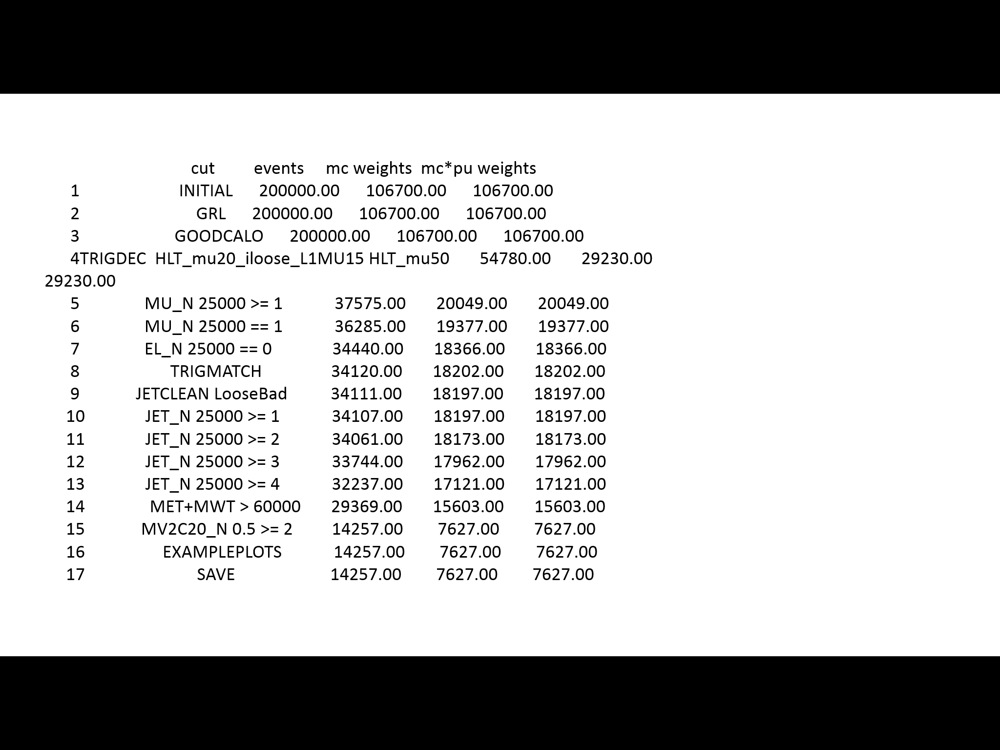 cut events mc weights mc*pu weights
1 INITIAL 200000.00 106700.00 106700.00
2 GRL 200000.00 106700.00 106700.00
3 GOODCALO 200000.00 106700.00 106700.00
4TRIGDEC HLT_mu20_iloose_L1MU15 HLT_mu50 54780.00 29230.00
29230.00
5 MU_N 25000 >= 1 37575.00 20049.00 20049.00
6 MU_N 25000 == 1 36285.00 19377.00 19377.00
7 EL_N 25000 == 0 34440.00 18366.00 18366.00
8 TRIGMATCH 34120.00 18202.00 18202.00
9 JETCLEAN LooseBad 34111.00 18197.00 18197.00
10 JET_N 25000 >= 1 34107.00 18197.00 18197.00
11 JET_N 25000 >= 2 34061.00 18173.00 18173.00
12 JET_N 25000 >= 3 33744.00 17962.00 17962.00
13 JET_N 25000 >= 4 32237.00 17121.00 17121.00
14 MET+MWT > 60000 29369.00 15603.00 15603.00
15 MV2C20_N 0.5 >= 2 14257.00 7627.00 7627.00
16 EXAMPLEPLOTS 14257.00 7627.00 7627.00
17 SAVE 14257.00 7627.00 7627.00